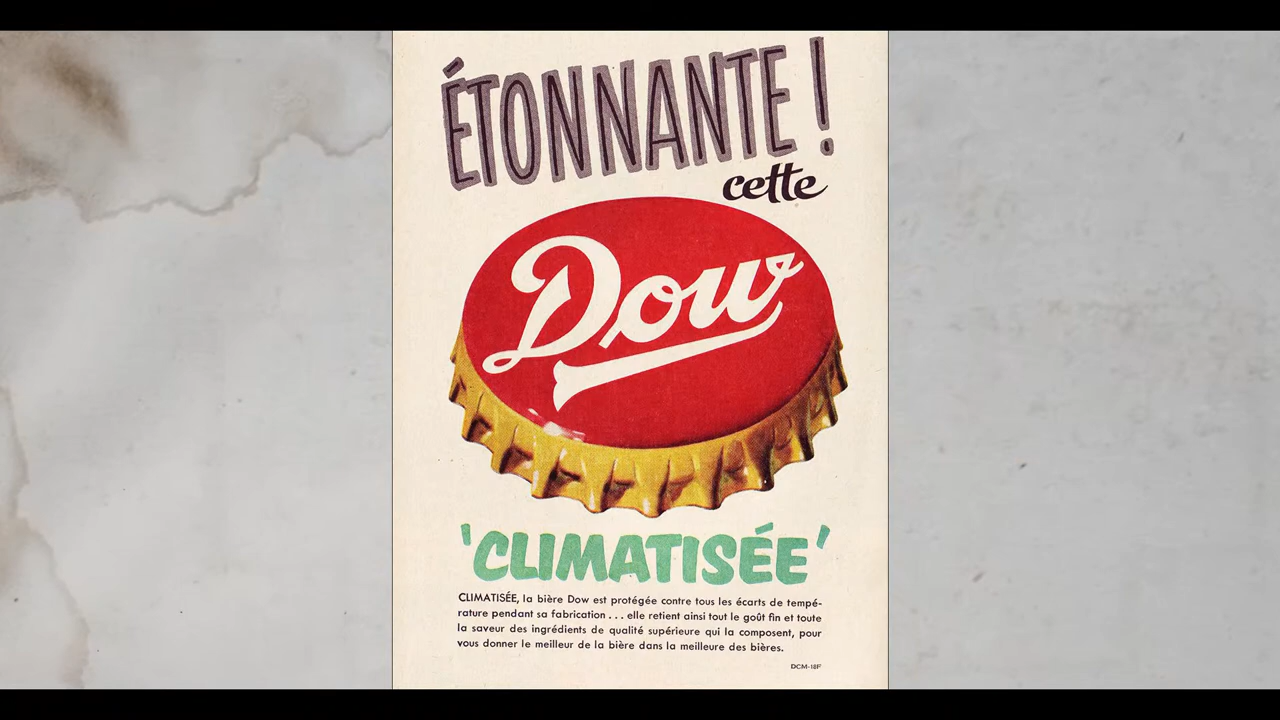 ÉTONNANTE !
cette
Dow
'CLIMATISÉE'
CLIMATISÉE, la bière Dow est protégée contre tous les écarts de tempé-
rature pendant sa fabrication . . . elle retient ainsi tout le goût fin et toute
la saveur des ingrédients de qualité supérieure qui la composent, pour
vous donner le meilleur de la bière dans la meilleure des bières.
DCM-18F